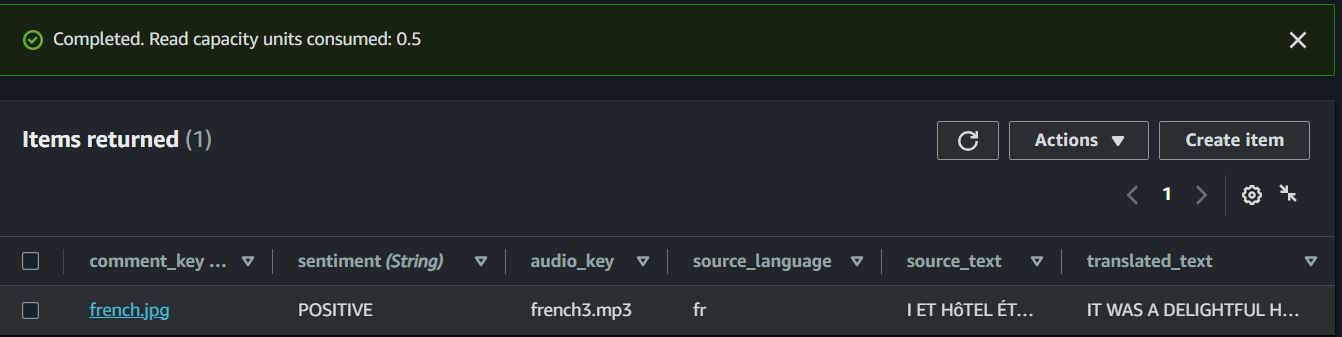 Completed. Read capacity units consumed: 0.5
Items returned (1)
Actions
Create item
1
comment_key ...
sentiment (String)
audio_key
source_language
source_text
translated_text
french.jpg
POSITIVE
french3.mp3
fr
I ET HôTEL ÉT...
IT WAS A DELIGHTFUL H...